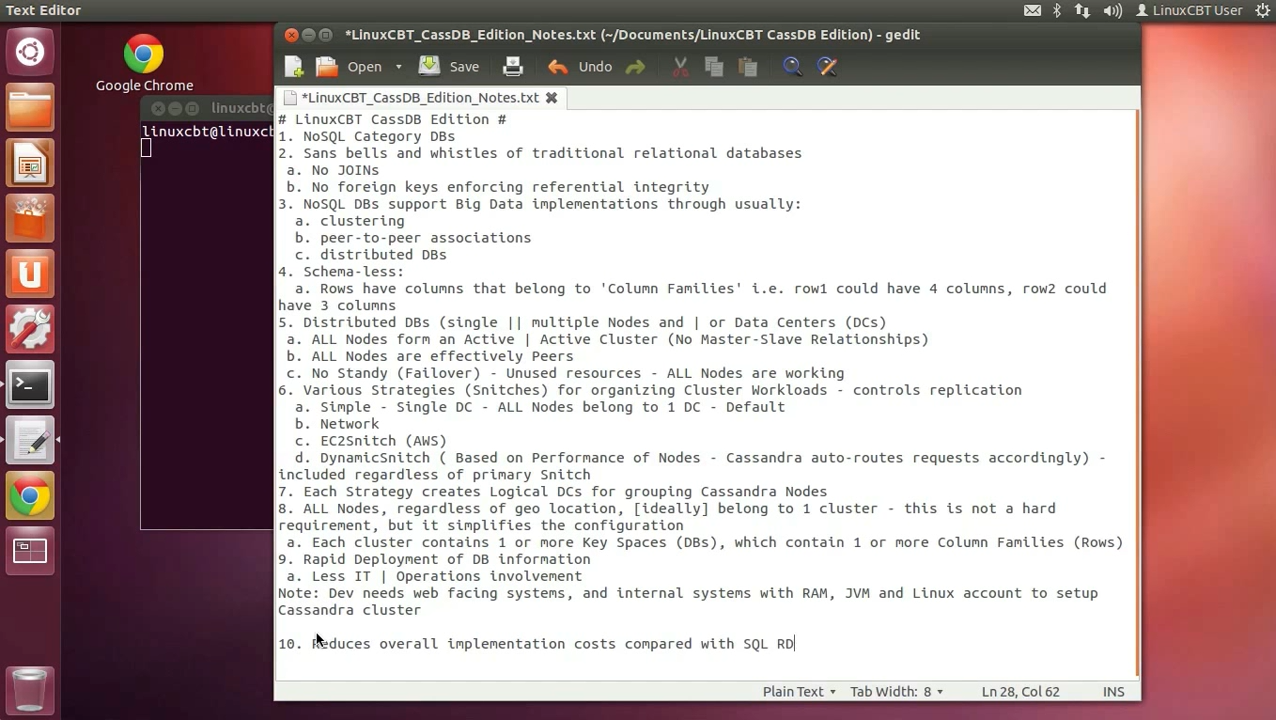 Text Editor
LinuxCBT User
Google Chrome
linuxcbt@
linuxcbt@linuxcb
*LinuxCBT_CassDB_Edition_Notes.txt (~/Documents/LinuxCBT CassDB Edition) - gedit
Open
Save
Undo
*LinuxCBT_CassDB_Edition_Notes.txt
# LinuxCBT CassDB Edition #
1. NoSQL Category DBs
2. Sans bells and whistles of traditional relational databases
a. No JOINs
b. No foreign keys enforcing referential integrity
3. NoSQL DBs support Big Data implementations through usually:
a. clustering
b. peer-to-peer associations
c. distributed DBs
4. Schema-less:
a. Rows have columns that belong to 'Column Families' i.e. row1 could have 4 columns, row2 could
have 3 columns
5. Distributed DBs (single || multiple Nodes and | or Data Centers (DCs)
a. ALL Nodes form an Active | Active Cluster (No Master-Slave Relationships)
b. ALL Nodes are effectively Peers
c. No Standy (Failover) - Unused resources - ALL Nodes are working
6. Various Strategies (Snitches) for organizing Cluster Workloads - controls replication
a. Simple - Single DC - ALL Nodes belong to 1 DC - Default
b. Network
c. EC2Snitch (AWS)
d. DynamicSnitch ( Based on Performance of Nodes - Cassandra auto-routes requests accordingly) -
included regardless of primary Snitch
7. Each Strategy creates Logical DCs for grouping Cassandra Nodes
8. ALL Nodes, regardless of geo location, [ideally] belong to 1 cluster - this is not a hard
requirement, but it simplifies the configuration
a. Each cluster contains 1 or more Key Spaces (DBs), which contain 1 or more Column Families (Rows)
9. Rapid Deployment of DB information
a. Less IT | Operations involvement
Note: Dev needs web facing systems, and internal systems with RAM, JVM and Linux account to setup
Cassandra cluster
10. Reduces overall implementation costs compared with SQL RD
Plain Text
Tab Width: 8
Ln 28, Col 62
INS